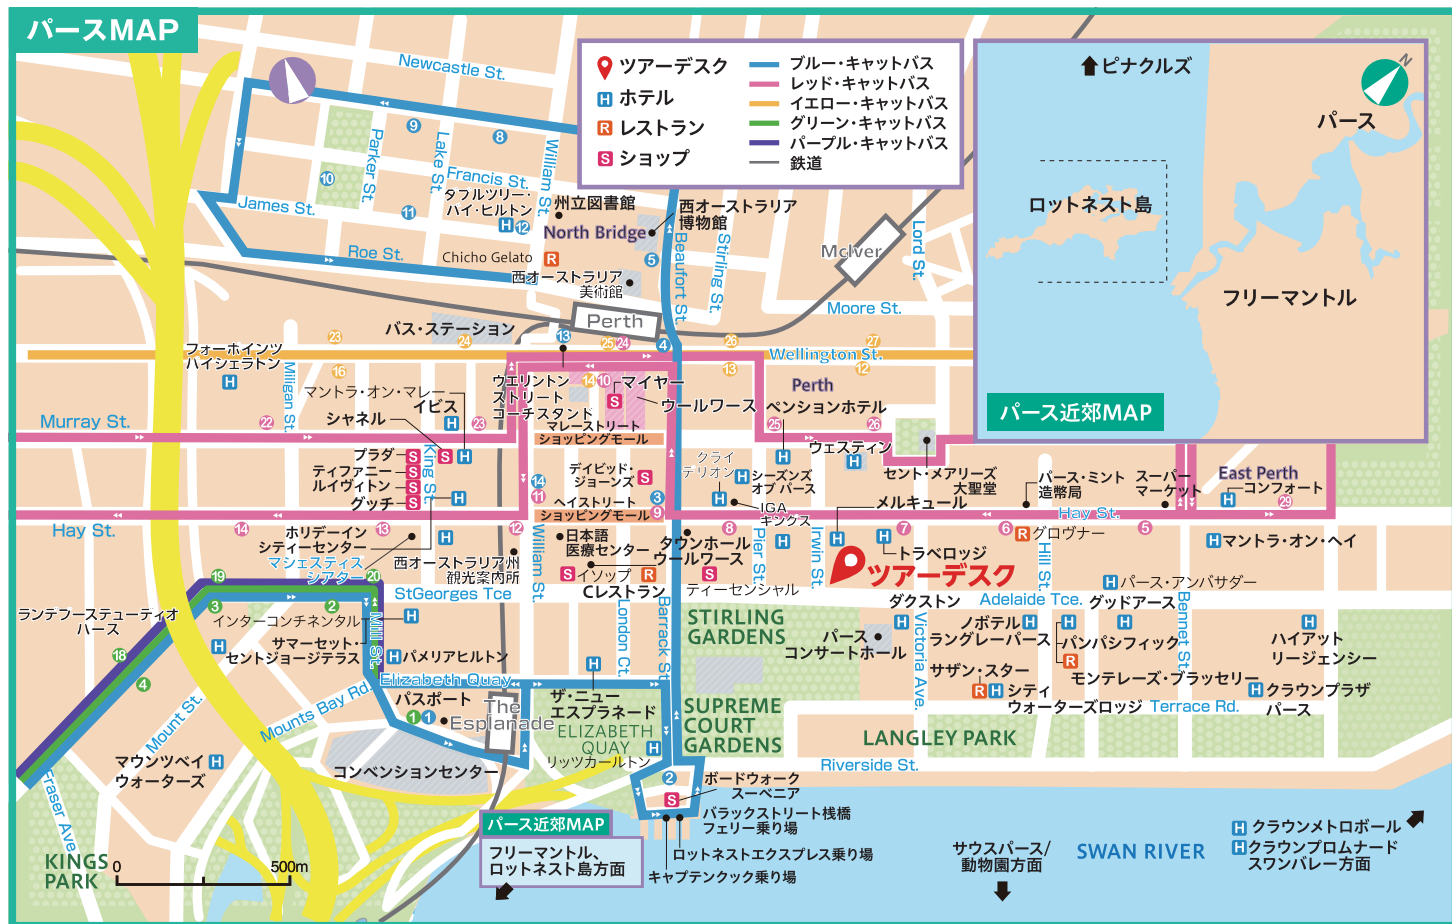 パースMAP
ツアーデスク
ホテル
レストラン
ショップ
ブルー・キャットバス
レッド・キャットバス
イエロー・キャットバス
グリーン・キャットバス
パープル・キャットバス
鉄道
ピナクルズ
N
パース
ロットネスト島
フリーマントル
パース近郊MAP
Newcastle St.
Parker St.
Lake St.
William St.
Francis St.
James St.
Roe St.
ダブルツリー・
ハイ・ヒルトン
州立図書館
North Bridge
西オーストラリア
博物館
Chicho Gelato
西オーストラリア
美術館
Beaufort St.
Stirling St.
McIver
Lord St.
Moore St.
Perth
バス・ステーション
Wellington St.
フォーポインツ
バイシェラトン
Miligan St.
マントラ・オン・マレー
シャネル
イビス
ウエリントン
ストリート
コーチスタンド
マイヤー
ウールワース
Perth
ペンションホテル
Murray St.
マレーストリート
ショッピングモール
プラダ
ティファニー
ルイヴィトン
グッチ
King St.
デイビッド・
ジョーンズ
クライ
テリオン
シーズンズ
オブ パース
ウェスティン
セント・メアリーズ
大聖堂
パース・ミント
造幣局
スーパー
マーケット
East Perth
コンフォート
ヘイストリート
ショッピングモール
IGA
キングス
メルキュール
Hay St.
Hay St.
ホリデーイン
シティーセンター
マジェスティス
シアター
西オーストラリア州
観光案内所
William St.
日本語
医療センター
タウンホール
ウールワース
イソップ
Cレストラン
ティーセンシャル
Pier St.
Irwin St.
トラベロッジ
グロヴナー
Hill St.
マントラ・オン・ヘイ
ツアーデスク
パース・アンバサダー
StGeorges Tce
Adelaide Tce.
ランテフーステューディオ
ハース
インターコンチネンタル
サマーセット・
セントジョージテラス
Mill St.
パメリアヒルトン
London Ct.
Barrack St.
STIRLING
GARDENS
パース
コンサートホール
ダクストン
Victoria Ave.
ノボテル
ラングレーパース
グッドアース
パンパシフィック
Bennet St.
ハイアット
リージェンシー
Elizabeth Quay
サザン・スター
シティ
ウォーターズロッジ
モンテレーズ・ブラッセリー
クラウンプラザ
パース
Terrace Rd.
Mounts Bay Rd.
パスポート
The
Esplanade
ザ・ニュー
エスプラネード
ELIZABETH
QUAY
リッツカールトン
SUPREME
COURT
GARDENS
LANGLEY PARK
Mount St.
マウンツベイ
ウォーターズ
コンベンションセンター
Riverside St.
ボードウォーク
スーベニア
バラックストリート桟橋
フェリー乗り場
ロットネストエクスプレス乗り場
キャプテンクック乗り場
Fraser Ave.
KINGS
PARK
0 500m
パース近郊MAP
フリーマントル、
ロットネスト島方面
サウスパース/
動物園方面
SWAN RIVER
クラウンメトロポール
クラウンプロムナード
スワンバレー方面